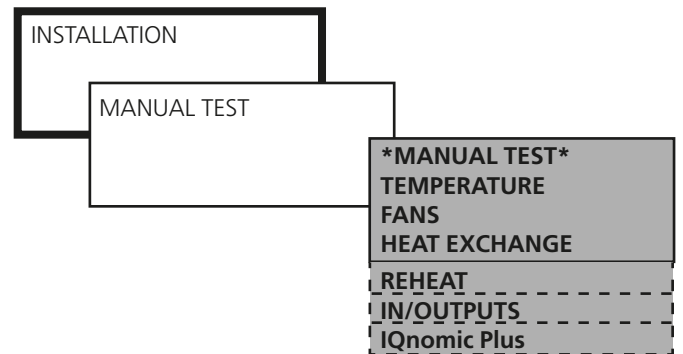 INSTALLATION
MANUAL TEST
*MANUAL TEST*
TEMPERATURE
FANS
HEAT EXCHANGE
REHEAT
IN/OUTPUTS
IQnomic Plus